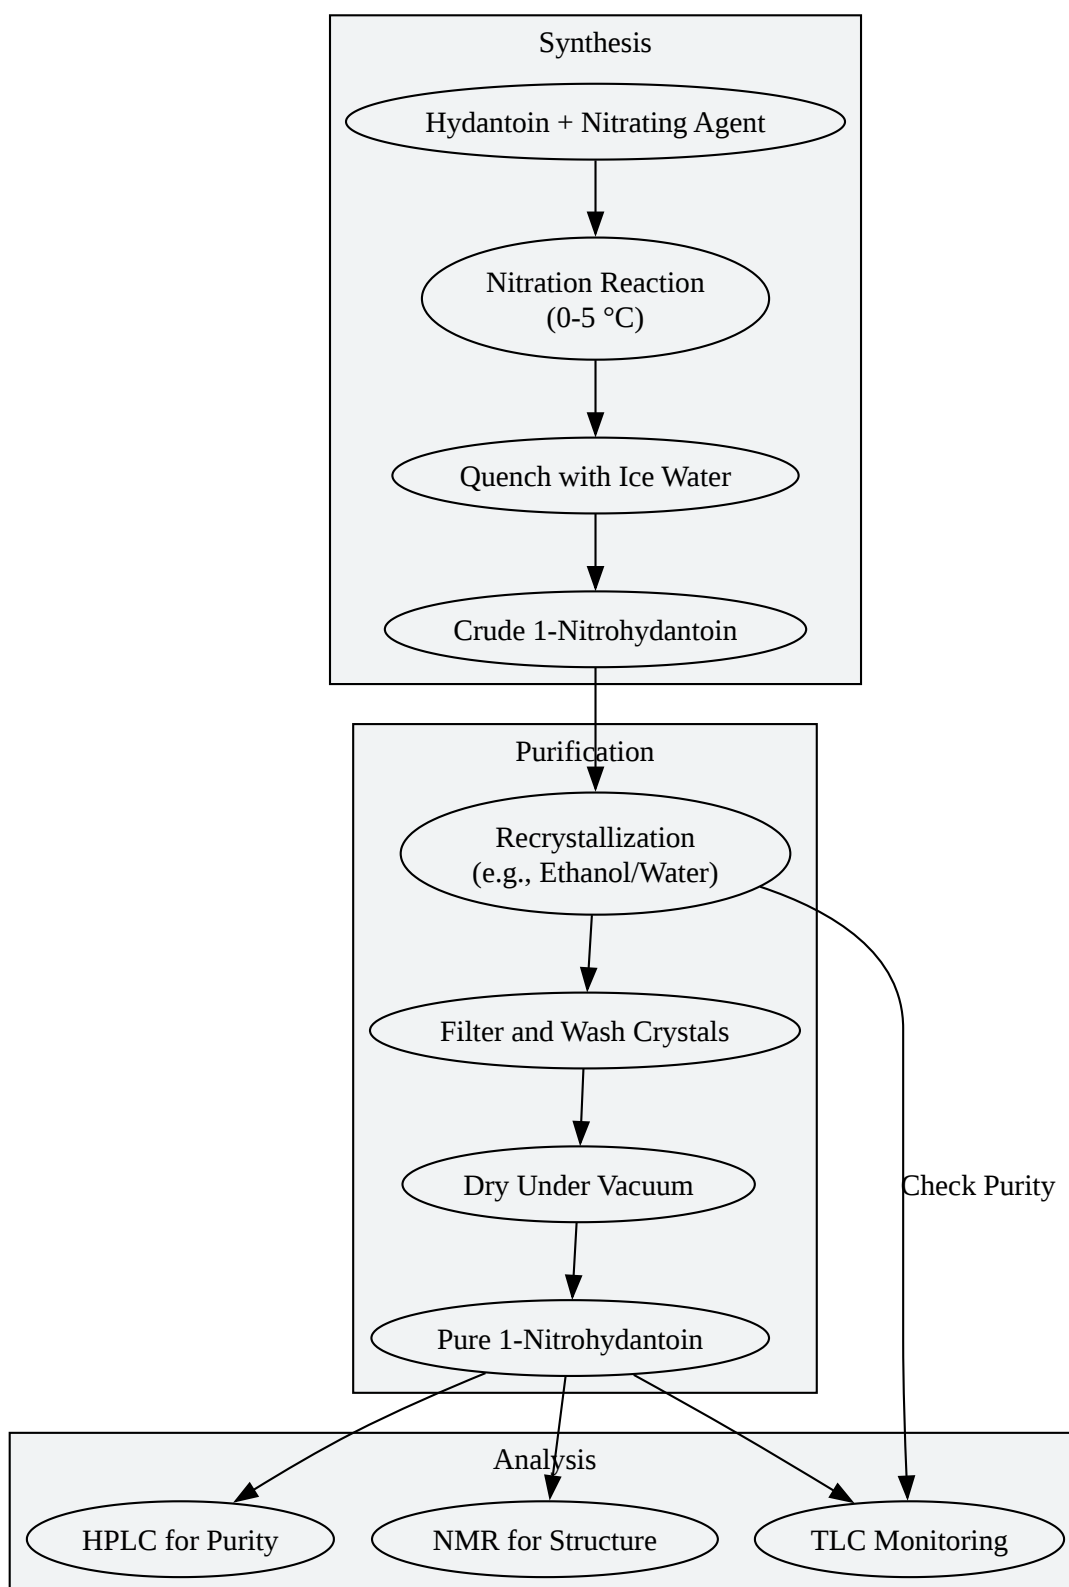 Synthesis
Hydantoin + Nitrating Agent
Nitration Reaction
(0-5 °C)
Quench with Ice Water
Crude 1-Nitrohydantoin
Purification
Recrystallization
(e.g., Ethanol/Water)
Filter and Wash Crystals
Dry Under Vacuum
Check Purity
Pure 1-Nitrohydantoin
Analysis
HPLC for Purity
NMR for Structure
TLC Monitoring